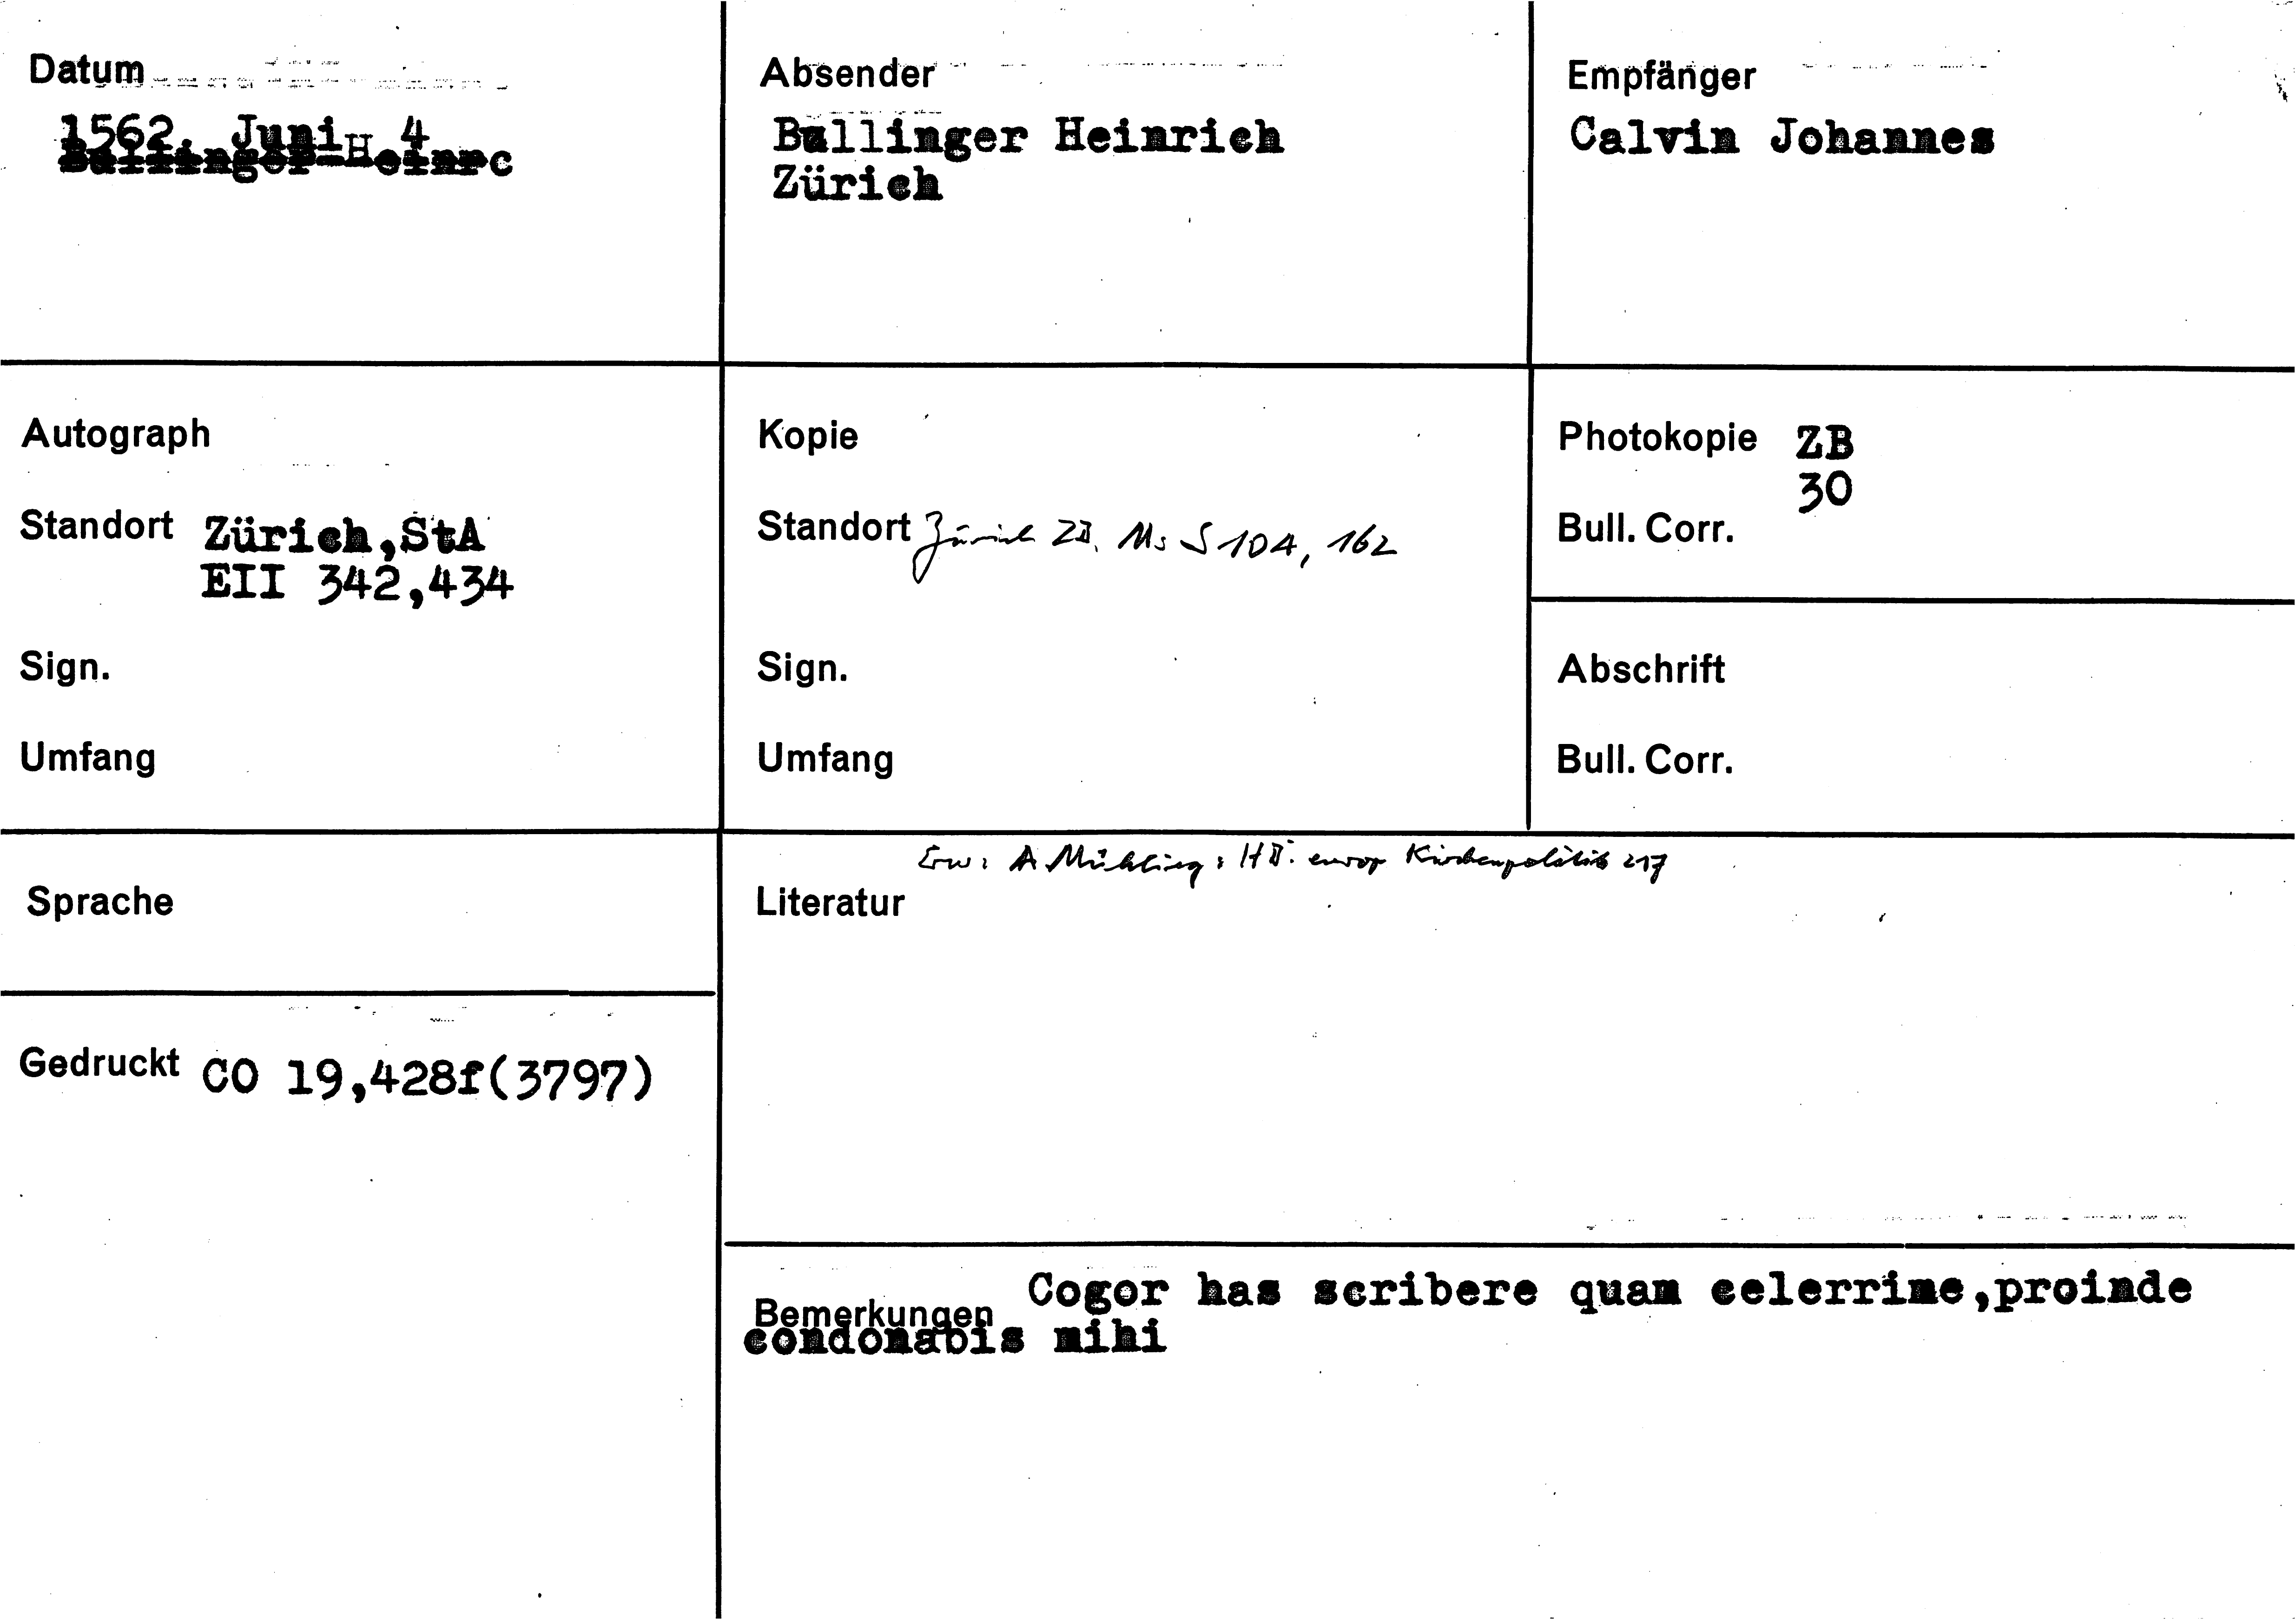 Datum
1562. Juni 4
Absender
Bullinger Heinrich
Zürich
Empfänger
Calvin Johannes
Autograph
Standort Zürich,StA
EII 342,434
Sign.
Umfang
Kopie
Standort Zürich ZB. Ms S 104, 162
Sign.
Umfang
Photokopie ZB
30
Bull. Corr.
Abschrift
Bull. Corr.
Sprache
Erw: A Mühling: HB. europ Kirchenpolitik 217
Literatur
Gedruckt CO 19,428f(3797)
Bemerkungen Cogor has scribere quam celerrime,proinde
condonabis mihi